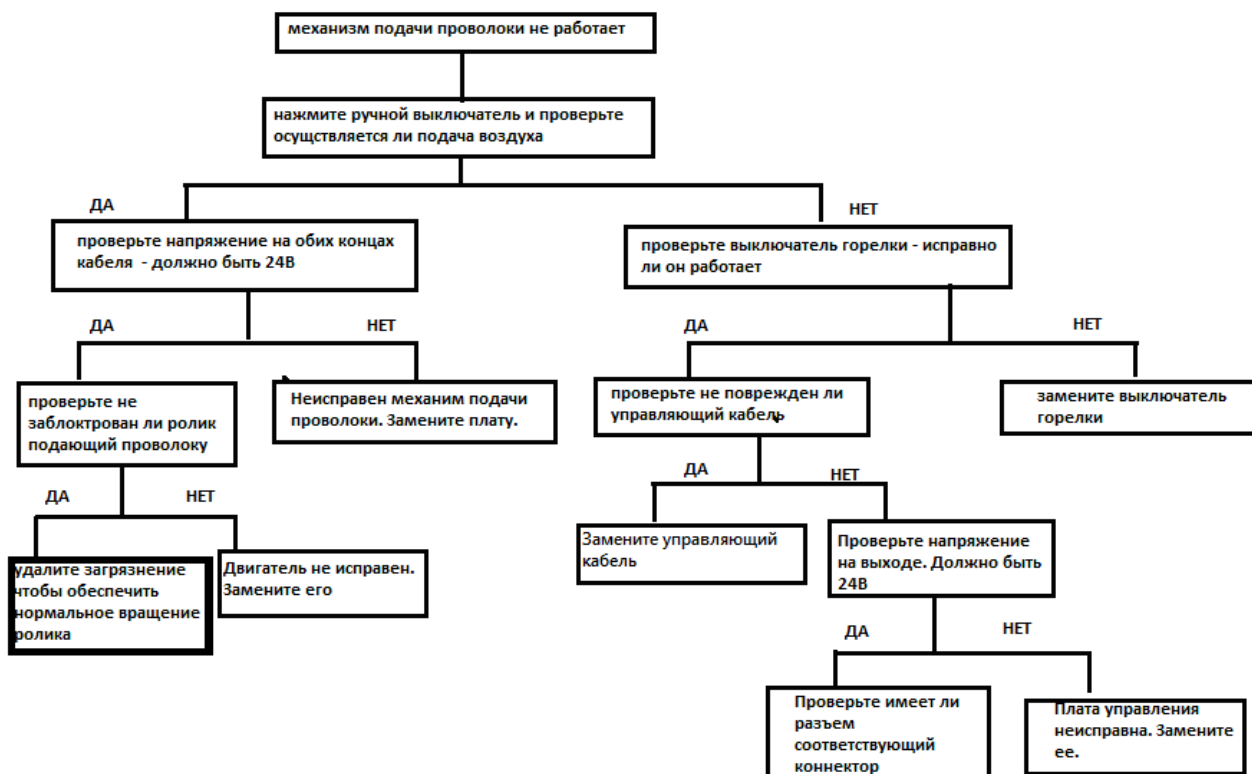 механизм подачи проволоки не работает
нажмите ручной выключатель и проверьте
осущствляется ли подача воздуха
ДА
НЕТ
проверьте напряжение на обих концах
кабеля - должно быть 24В
проверьте выключатель горелки - исправно
ли он работает
ДА
НЕТ
ДА
НЕТ
проверьте не
заблоктрован ли ролик
подающий проволоку
Неисправен механим подачи
проволоки. Замените плату.
проверьте не поврежден ли
управляющий кабель
замените выключатель
горелки
ДА
НЕТ
ДА
НЕТ
удалите загрязнение
чтобы обеспечить
нормальное вращение
ролика
Двигатель не исправен.
Замените его
Замените управляющий
кабель
Проверьте напряжение
на выходе. Должно быть
24В
ДА
НЕТ
Проверьте имеет ли
разъем
соответствующий
коннектор
Плата управления
неисправна. Замените
ее.